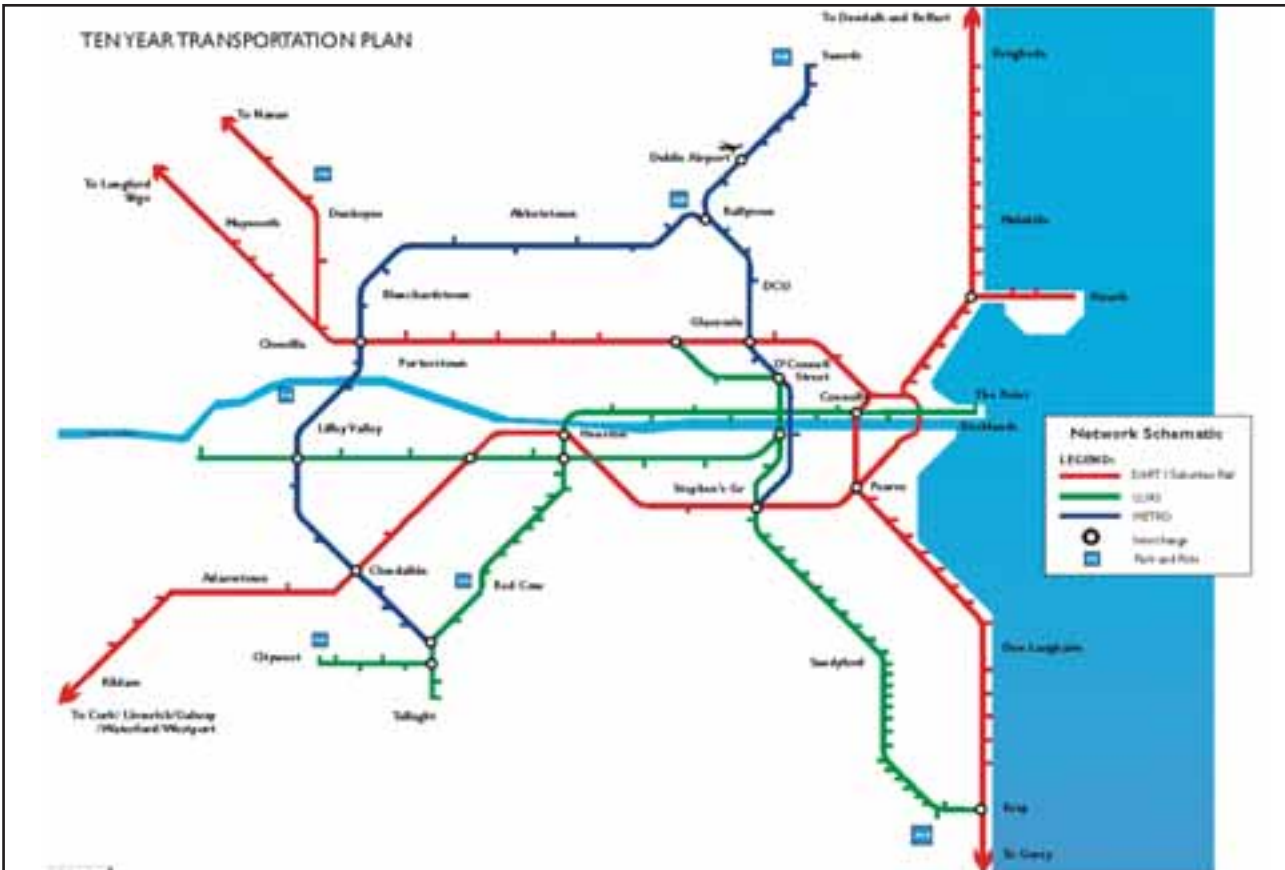 TEN YEAR TRANSPORTATION PLAN
To Dundalk and Belfast
Drogheda
Swords
To Navan
Dublin Airport
To Longford
Sligo
Dunboyne
Maynooth
Abbotstown
Ballymun
Malahide
Blanchardstown
DCU
Howth
Glasnevin
Clonsilla
Porterstown
O'Connell
Street
Connolly
The Point
Docklands
Liffey Valley
Heuston
Network Schematic
LEGEND:
DART / Suburban Rail
LUAS
METRO
Interchange
Park and Ride
Stephen's Gr
Pearse
Clondalkin
Adamstown
Red Cow
Citywest
Sandyford
Dun Laoghaire
Kildare
Tallaght
To Cork/ Limerick/Galway
/Waterford/Westport
Bray
To Gorey